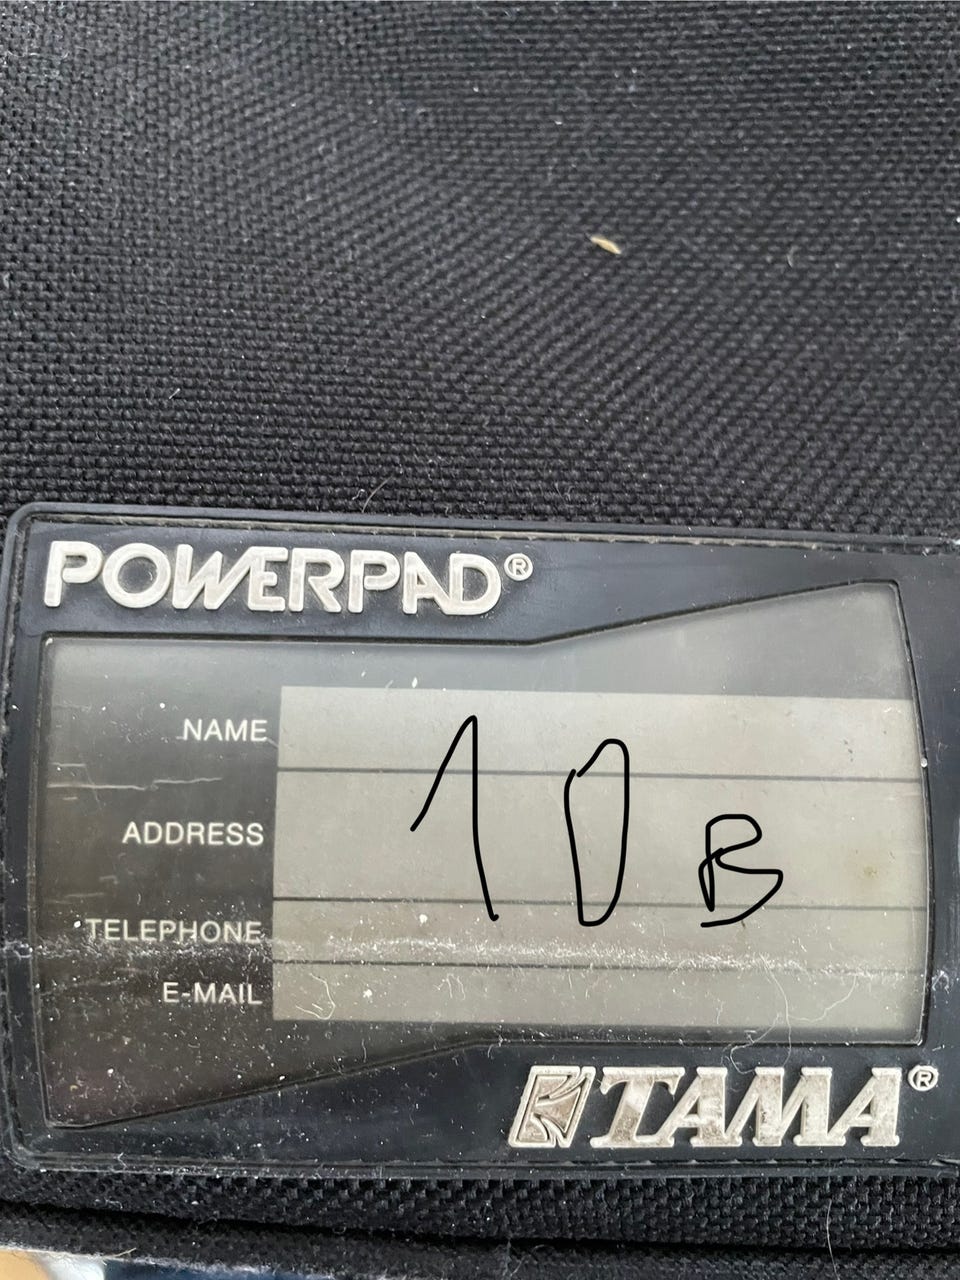 POWERPAD®
NAME
ADDRESS
TELEPHONE
E-MAIL
10B
TAMA®